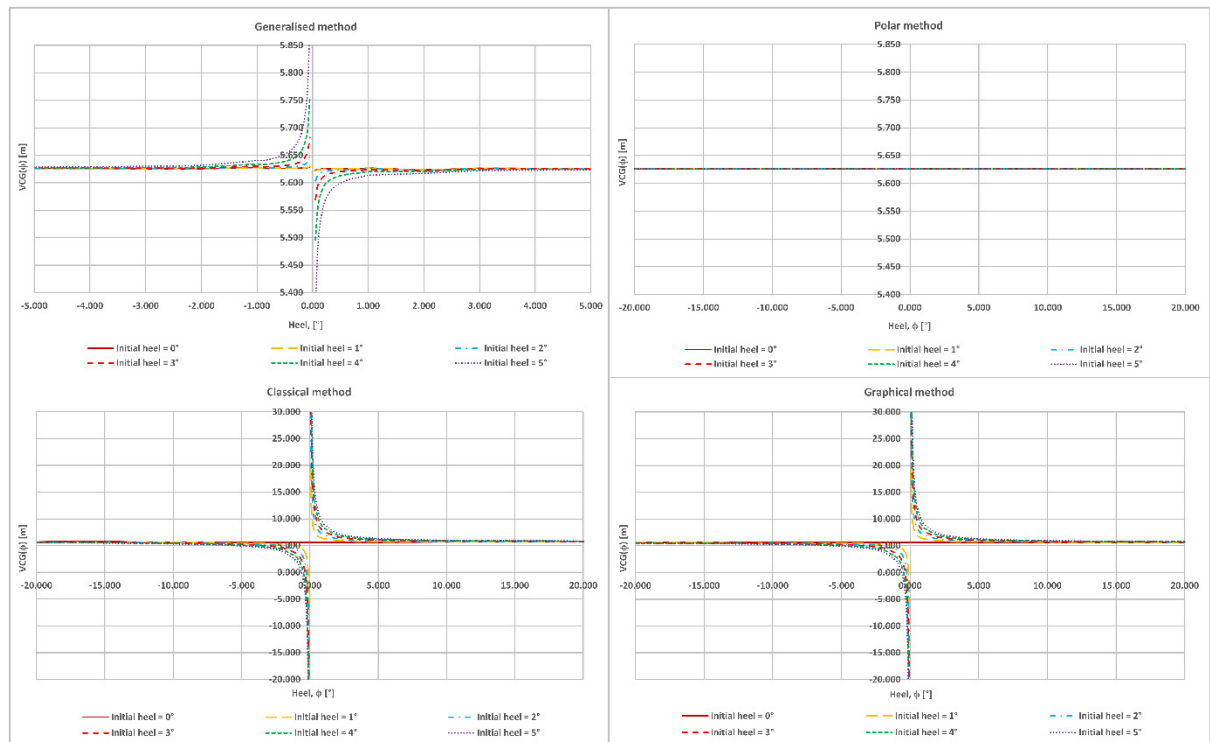 Generalised method
5.850
5.800
5.750
5.700
5.650
5.600
5.550
5.500
5.450
5.400
VCG(ϕ) [m]
-5.000 -4.000 -3.000 -2.000 -1.000 0.000 1.000 2.000 3.000 4.000 5.000
Heel, [°]
Initial heel = 0° Initial heel = 1° Initial heel = 2°
Initial heel = 3° Initial heel = 4° Initial heel = 5°
Polar method
5.850
5.800
5.750
5.700
5.650
5.600
5.550
5.500
5.450
5.400
VCG(ϕ) [m]
-20.000 -15.000 -10.000 -5.000 0.000 5.000 10.000 15.000 20.000
Heel, ϕ [°]
Initial heel = 0° Initial heel = 1° Initial heel = 2°
Initial heel = 3° Initial heel = 4° Initial heel = 5°
Classical method
30.000
25.000
20.000
15.000
10.000
5.000
0.000
-5.000
-10.000
-15.000
-20.000
VCG(ϕ) [m]
-20.000 -15.000 -10.000 -5.000 0.000 5.000 10.000 15.000 20.000
Heel, ϕ [°]
Initial heel = 0° Initial heel = 1° Initial heel = 2°
Initial heel = 3° Initial heel = 4° Initial heel = 5°
Graphical method
30.000
25.000
20.000
15.000
10.000
5.000
0.000
-5.000
-10.000
-15.000
-20.000
VCG(ϕ) [m]
-20.000 -15.000 -10.000 -5.000 0.000 5.000 10.000 15.000 20.000
Heel, ϕ [°]
Initial heel = 0° Initial heel = 1° Initial heel = 2°
Initial heel = 3° Initial heel = 4° Initial heel = 5°